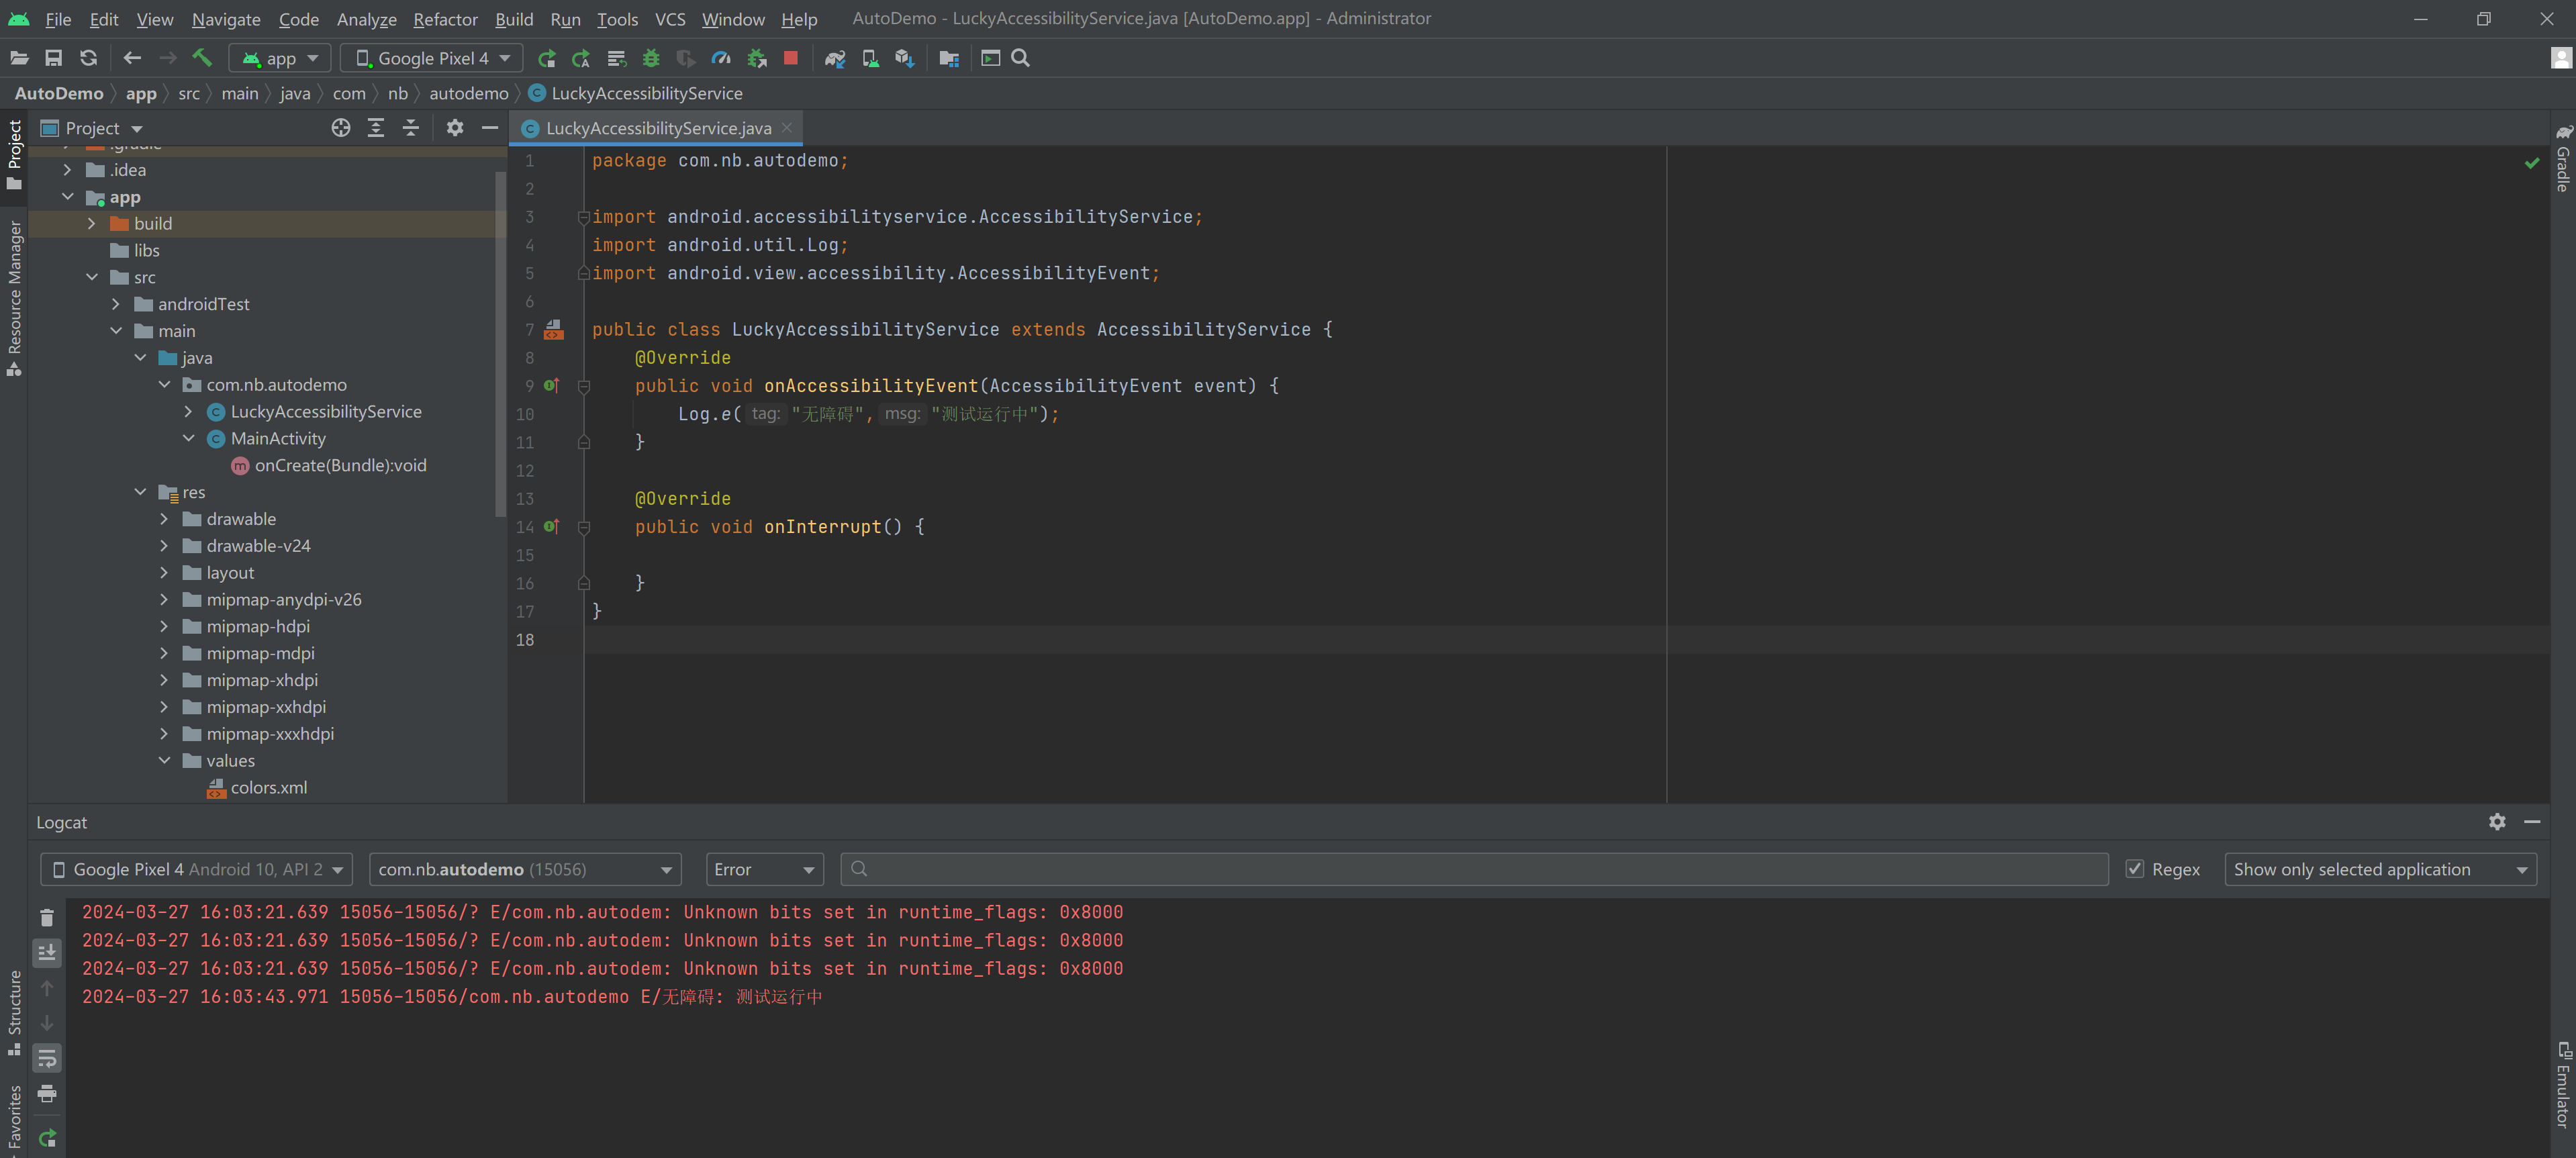 File Edit View Navigate Code Analyze Refactor Build Run Tools VCS Window Help AutoDemo - LuckyAccessibilityService.java [AutoDemo.app] - Administrator
app Google Pixel 4
AutoDemo app src main java com nb autodemo LuckyAccessibilityService
Project
Resource Manager
Structure
Favorites
Project
.gradle
.idea
app
build
libs
src
androidTest
main
java
com.nb.autodemo
LuckyAccessibilityService
MainActivity
onCreate(Bundle):void
res
drawable
drawable-v24
layout
mipmap-anydpi-v26
mipmap-hdpi
mipmap-mdpi
mipmap-xhdpi
mipmap-xxhdpi
mipmap-xxxhdpi
values
colors.xml
LuckyAccessibilityService.java
1 package com.nb.autodemo;
2
3 import android.accessibilityservice.AccessibilityService;
4 import android.util.Log;
5 import android.view.accessibility.AccessibilityEvent;
6
7 public class LuckyAccessibilityService extends AccessibilityService {
8 @Override
9 public void onAccessibilityEvent(AccessibilityEvent event) {
10 Log.e( tag: "无障碍", msg: "测试运行中");
11 }
12
13 @Override
14 public void onInterrupt() {
15
16 }
17 }
18
Gradle
Emulator
Logcat
Google Pixel 4 Android 10, API 2 com.nb.autodemo (15056) Error Regex Show only selected application
2024-03-27 16:03:21.639 15056-15056/? E/com.nb.autodem: Unknown bits set in runtime_flags: 0x8000
2024-03-27 16:03:21.639 15056-15056/? E/com.nb.autodem: Unknown bits set in runtime_flags: 0x8000
2024-03-27 16:03:21.639 15056-15056/? E/com.nb.autodem: Unknown bits set in runtime_flags: 0x8000
2024-03-27 16:03:43.971 15056-15056/com.nb.autodemo E/无障碍: 测试运行中